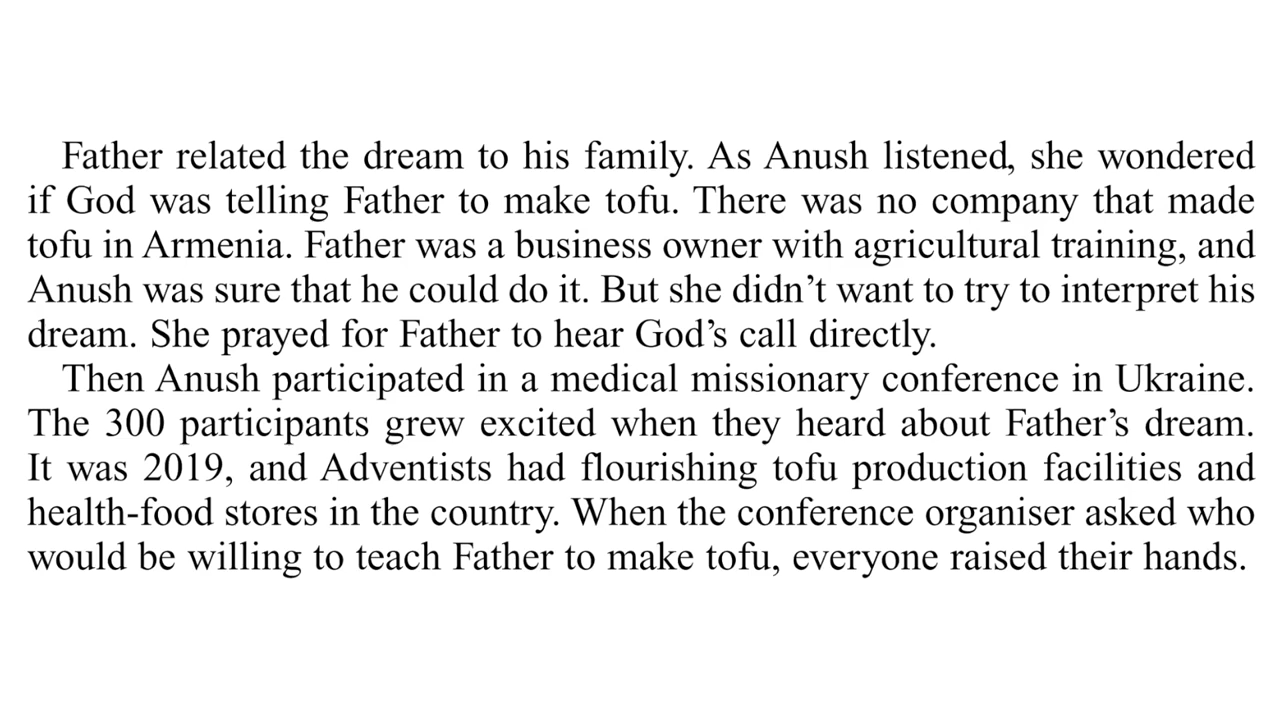 Father related the dream to his family. As Anush listened, she wondered
if God was telling Father to make tofu. There was no company that made
tofu in Armenia. Father was a business owner with agricultural training, and
Anush was sure that he could do it. But she didn’t want to try to interpret his
dream. She prayed for Father to hear God’s call directly.
Then Anush participated in a medical missionary conference in Ukraine.
The 300 participants grew excited when they heard about Father’s dream.
It was 2019, and Adventists had flourishing tofu production facilities and
health-food stores in the country. When the conference organiser asked who
would be willing to teach Father to make tofu, everyone raised their hands.